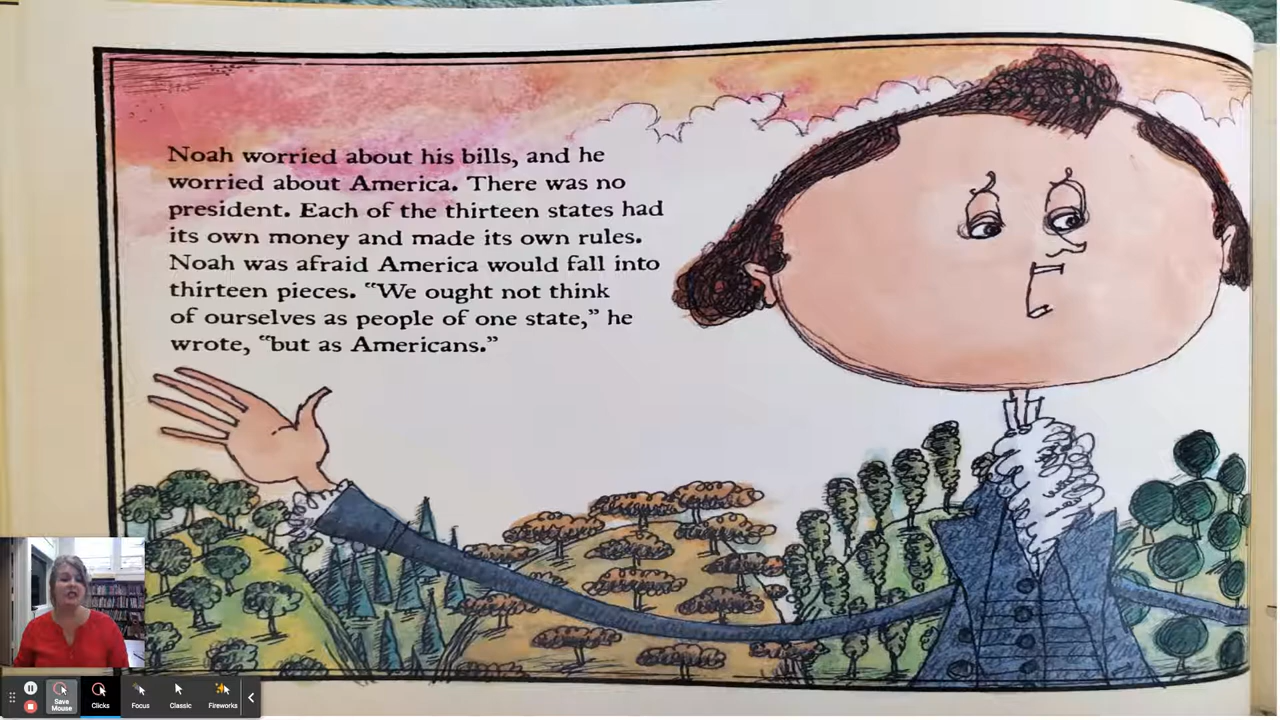 Noah worried about his bills, and he
worried about America. There was no
president. Each of the thirteen states had
its own money and made its own rules.
Noah was afraid America would fall into
thirteen pieces. “We ought not think
of ourselves as people of one state,” he
wrote, “but as Americans.”
Save
Mouse
Clicks
Focus
Classic
Fireworks